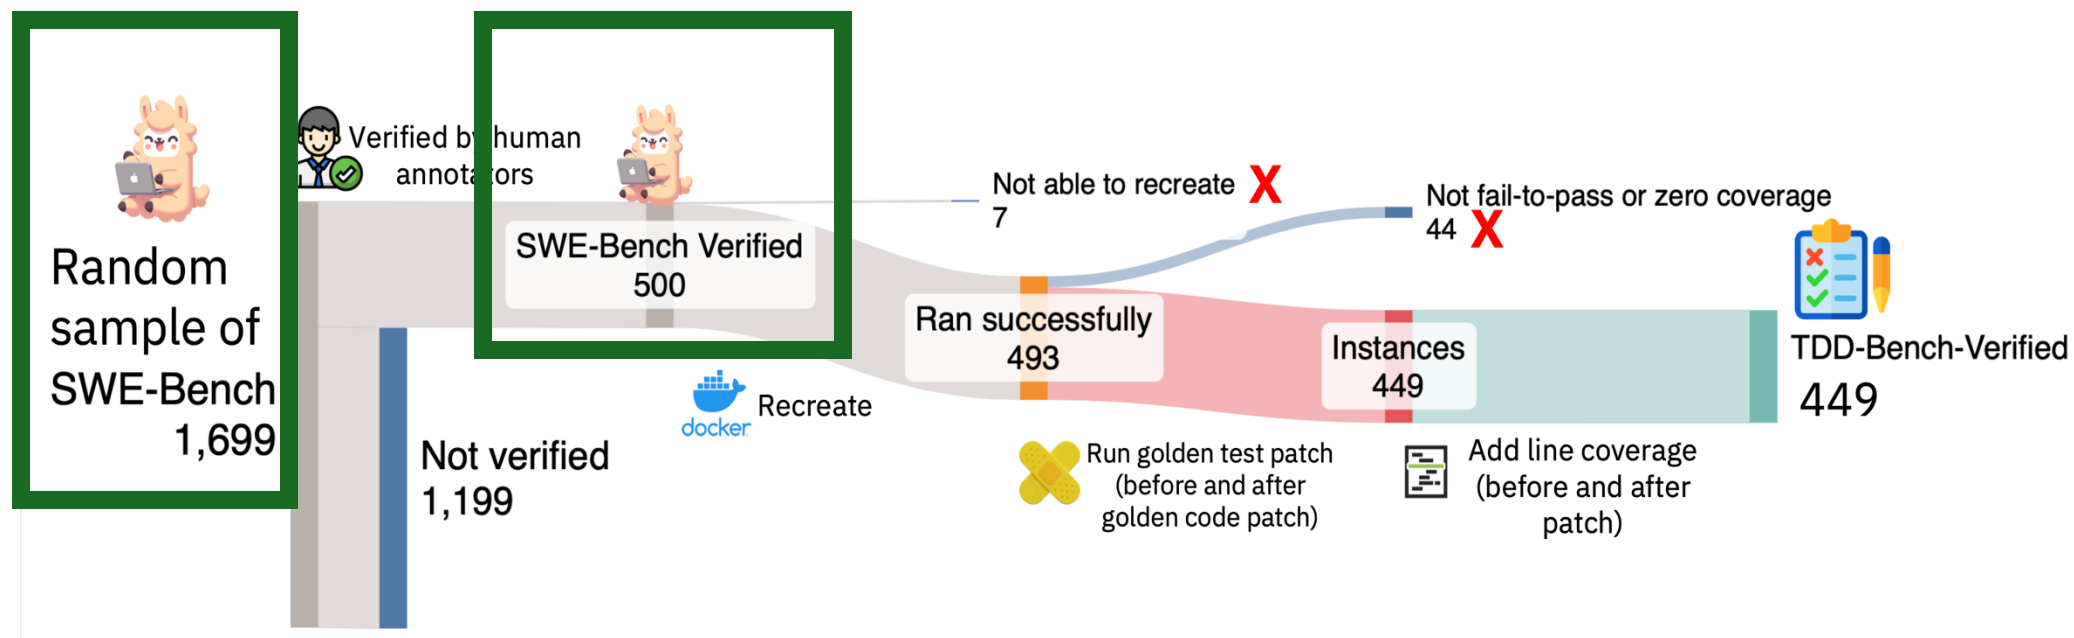 Random
sample of
SWE-Bench
1,699
Verified by human
annotators
SWE-Bench Verified
500
Not verified
1,199
docker
Recreate
Not able to recreate X
7
Ran successfully
493
Run golden test patch
(before and after
golden code patch)
Not fail-to-pass or zero coverage
44 X
Instances
449
Add line coverage
(before and after
patch)
TDD-Bench-Verified
449